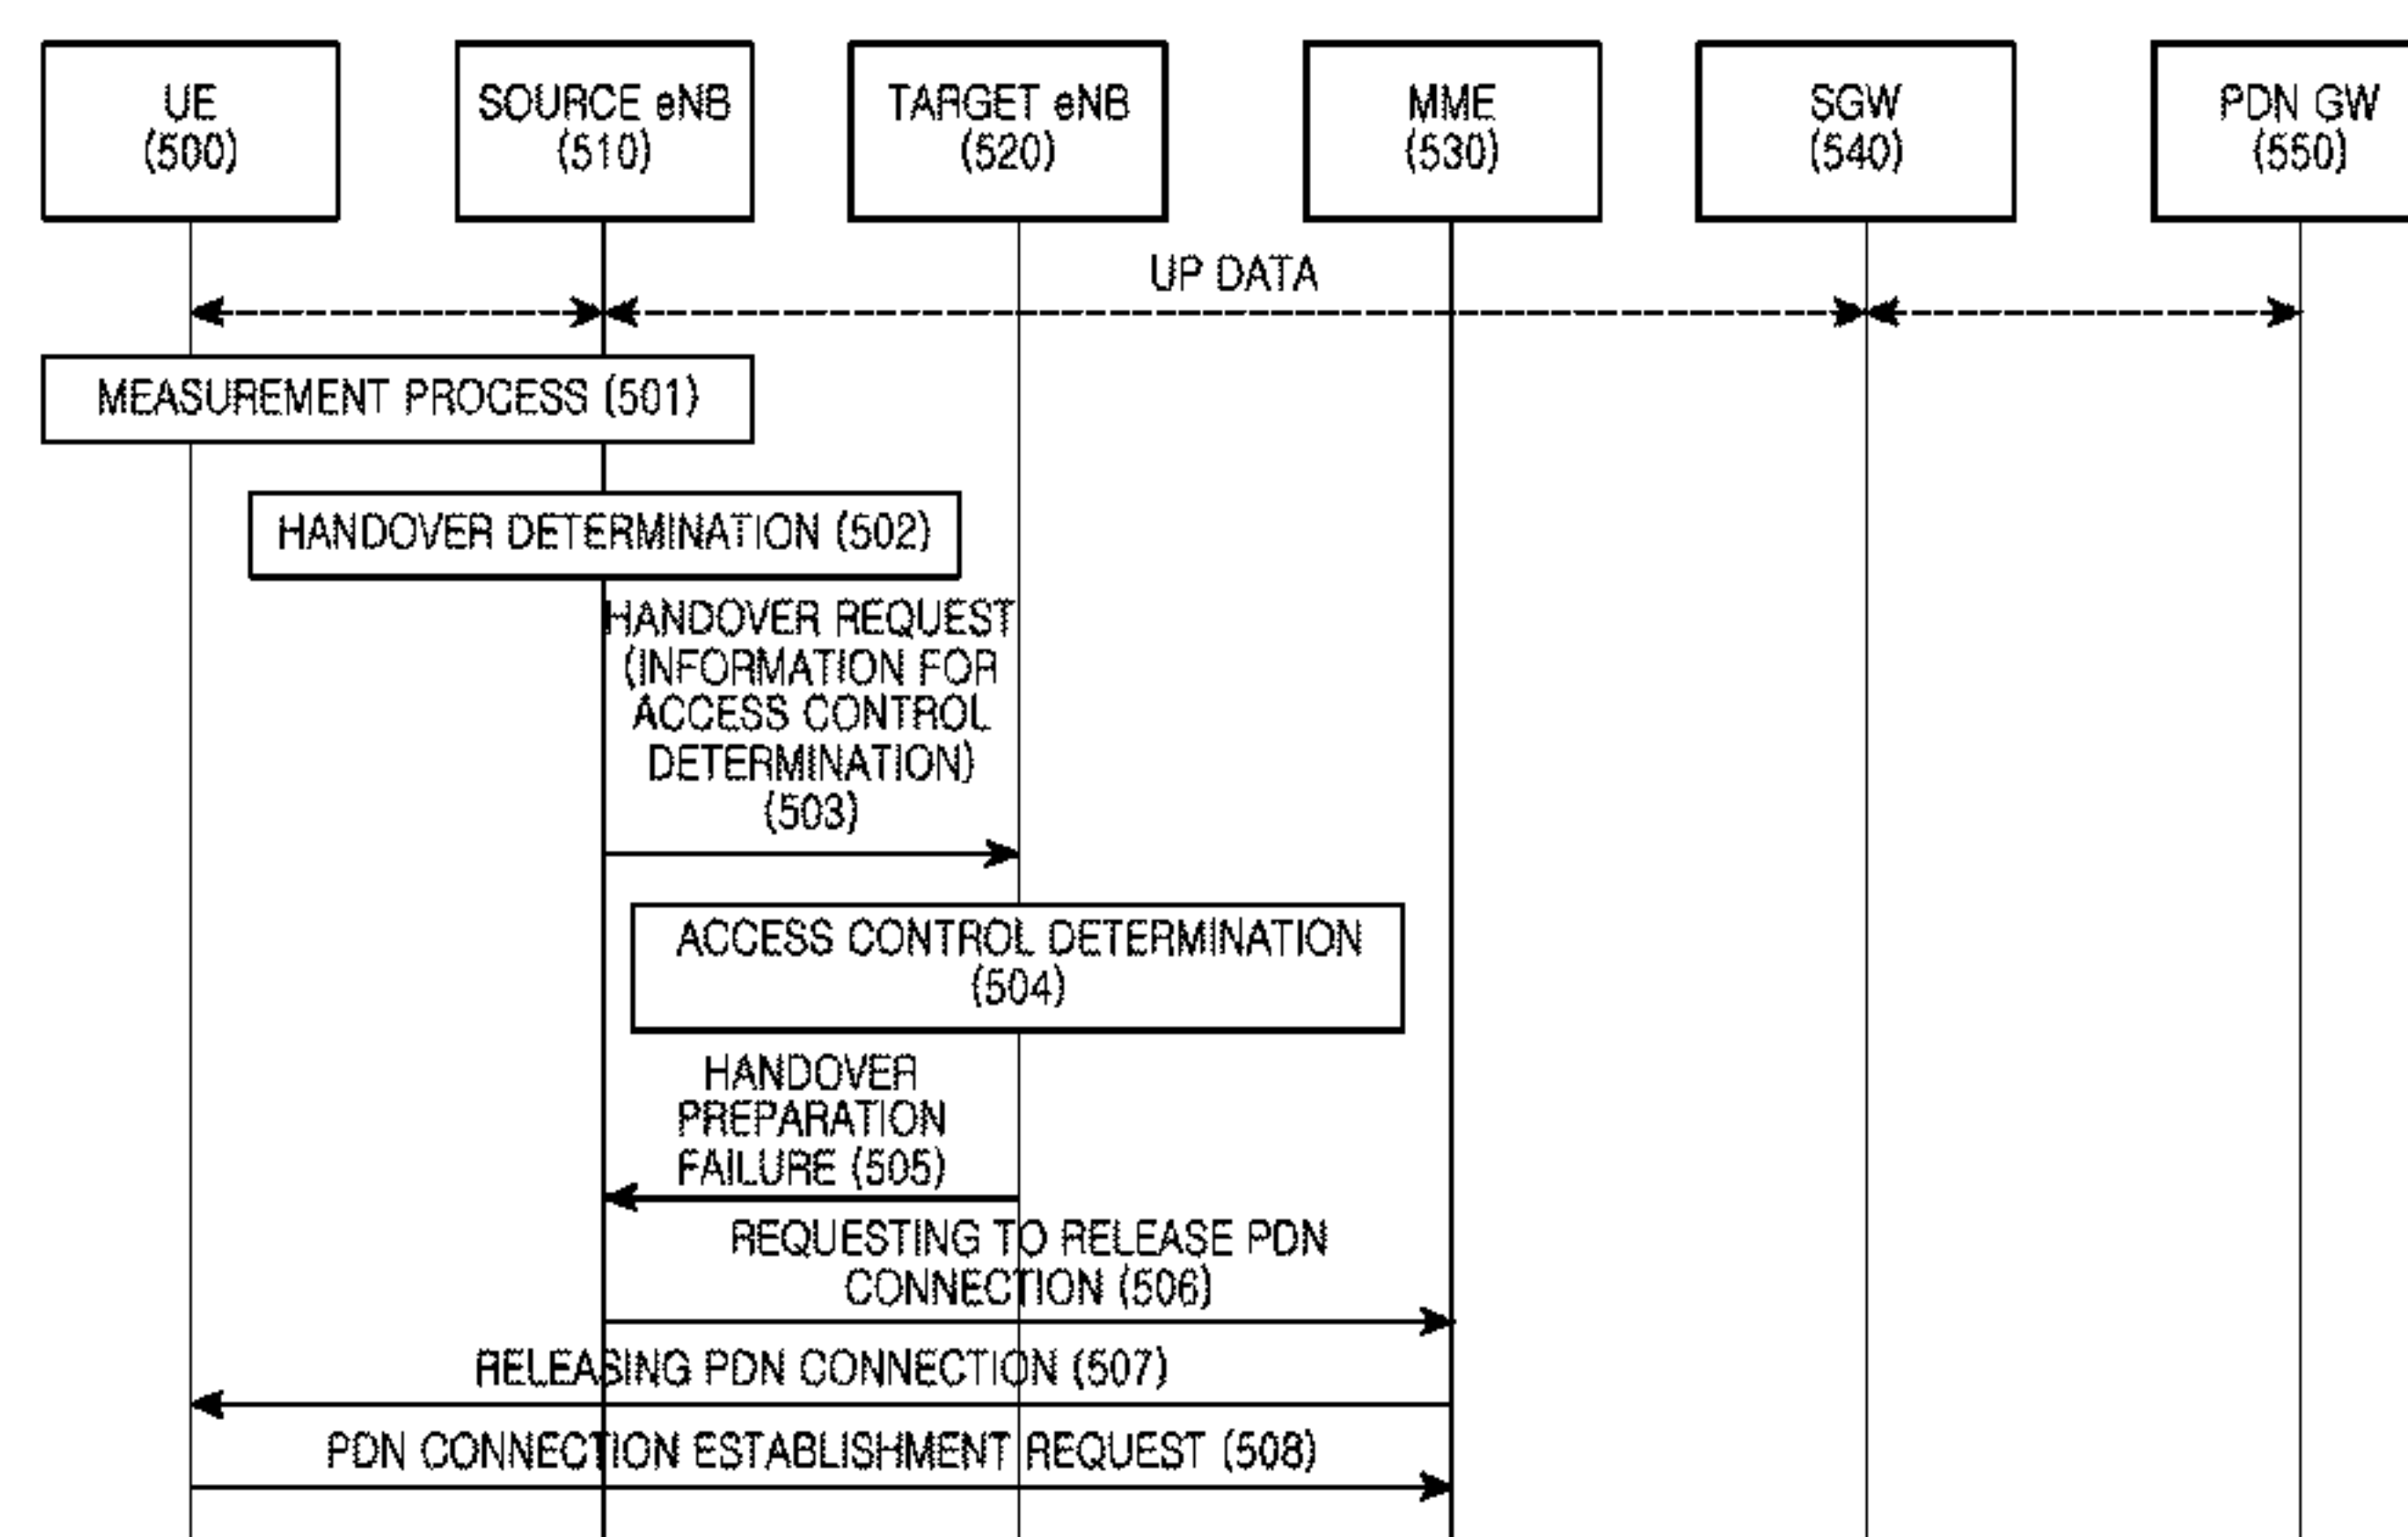 UE
(500)
SOURCE eNB
(510)
TARGET eNB
(520)
MME
(530)
SGW
(540)
PDN GW
(550)
UP DATA
MEASUREMENT PROCESS (501)
HANDOVER DETERMINATION (502)
HANDOVER REQUEST
(INFORMATION FOR
ACCESS CONTROL
DETERMINATION)
(503)
ACCESS CONTROL DETERMINATION
(504)
HANDOVER
PREPARATION
FAILURE (505)
REQUESTING TO RELEASE PDN
CONNECTION (506)
RELEASING PDN CONNECTION (507)
PDN CONNECTION ESTABLISHMENT REQUEST (508)